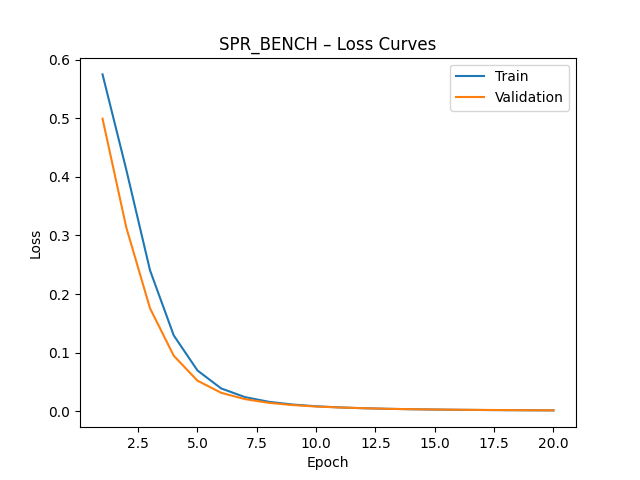 SPR_BENCH – Loss Curves
Train
Validation
Loss
0.6
0.5
0.4
0.3
0.2
0.1
0.0
2.5 5.0 7.5 10.0 12.5 15.0 17.5 20.0
Epoch